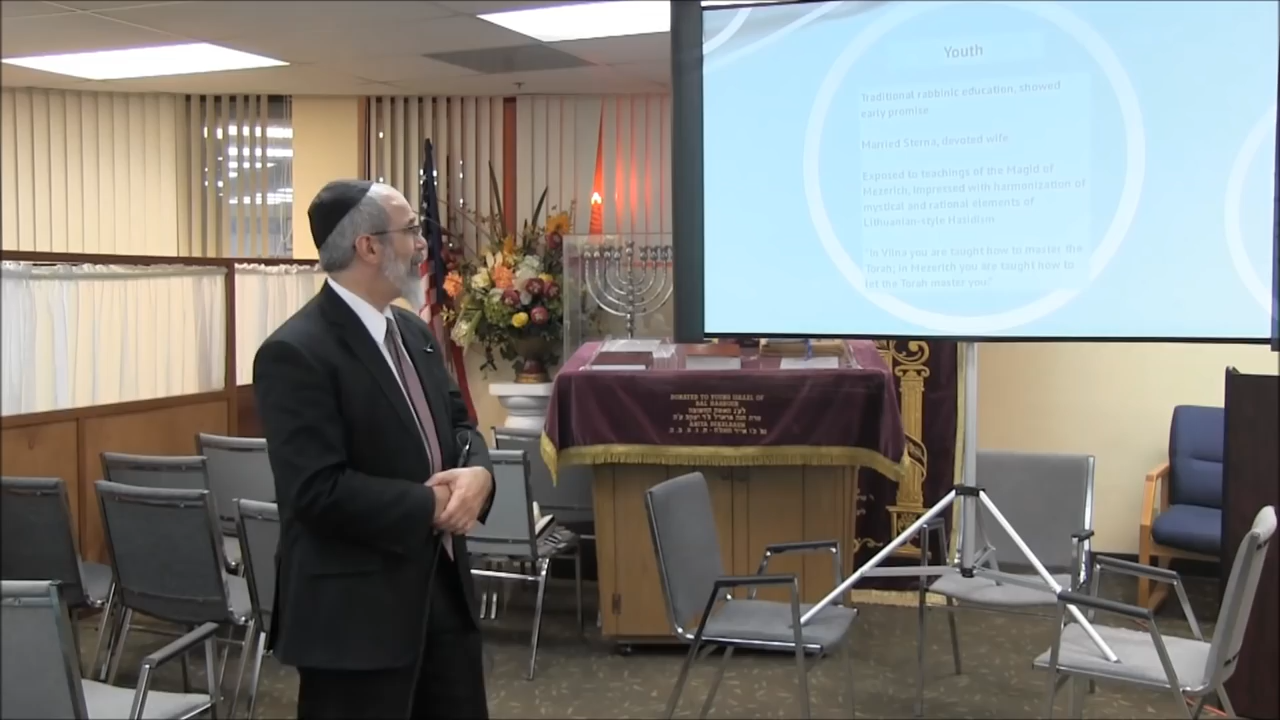 Youth
Traditional rabbinic education, showed
early promise
Married Sterna, devoted wife
Exposed to teachings of the Magid of
Mezerich, impressed with harmonization of
mystical and rational elements of
Lithuanian-style Hasidism
"In Vilna you are taught how to master the
Torah; in Mezerich you are taught how to
let the Torah master you."
DONATED TO YOUNG ISRAEL OF
BAL HARBOUR